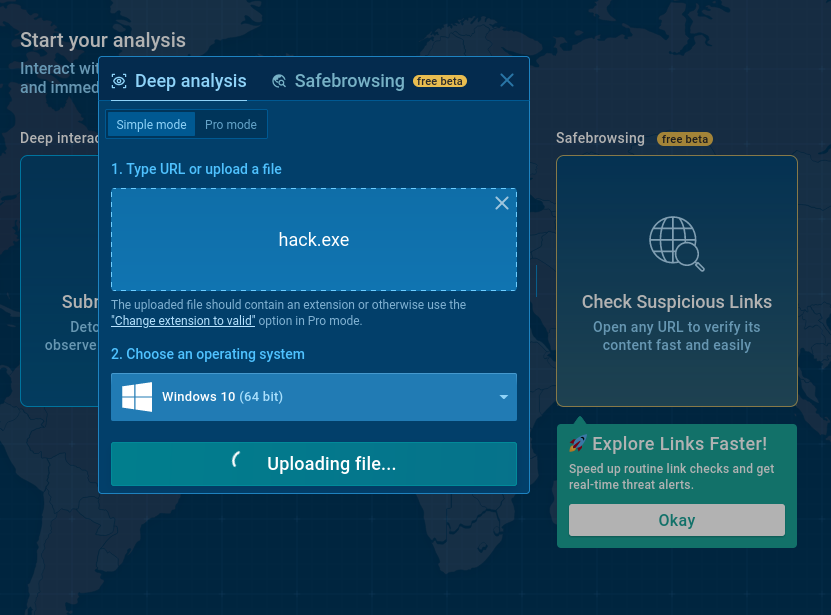 Start your analysis
Interact wit
and immed
Deep analysis
Safebrowsing free beta
Simple mode
Pro mode
1. Type URL or upload a file
hack.exe
The uploaded file should contain an extension or otherwise use the
"Change extension to valid" option in Pro mode.
2. Choose an operating system
Windows 10 (64 bit)
Uploading file...
Deep interac
Subr
Deto
observe
Safebrowsing free beta
Check Suspicious Links
Open any URL to verify its
content fast and easily
🚀 Explore Links Faster!
Speed up routine link checks and get
real-time threat alerts.
Okay